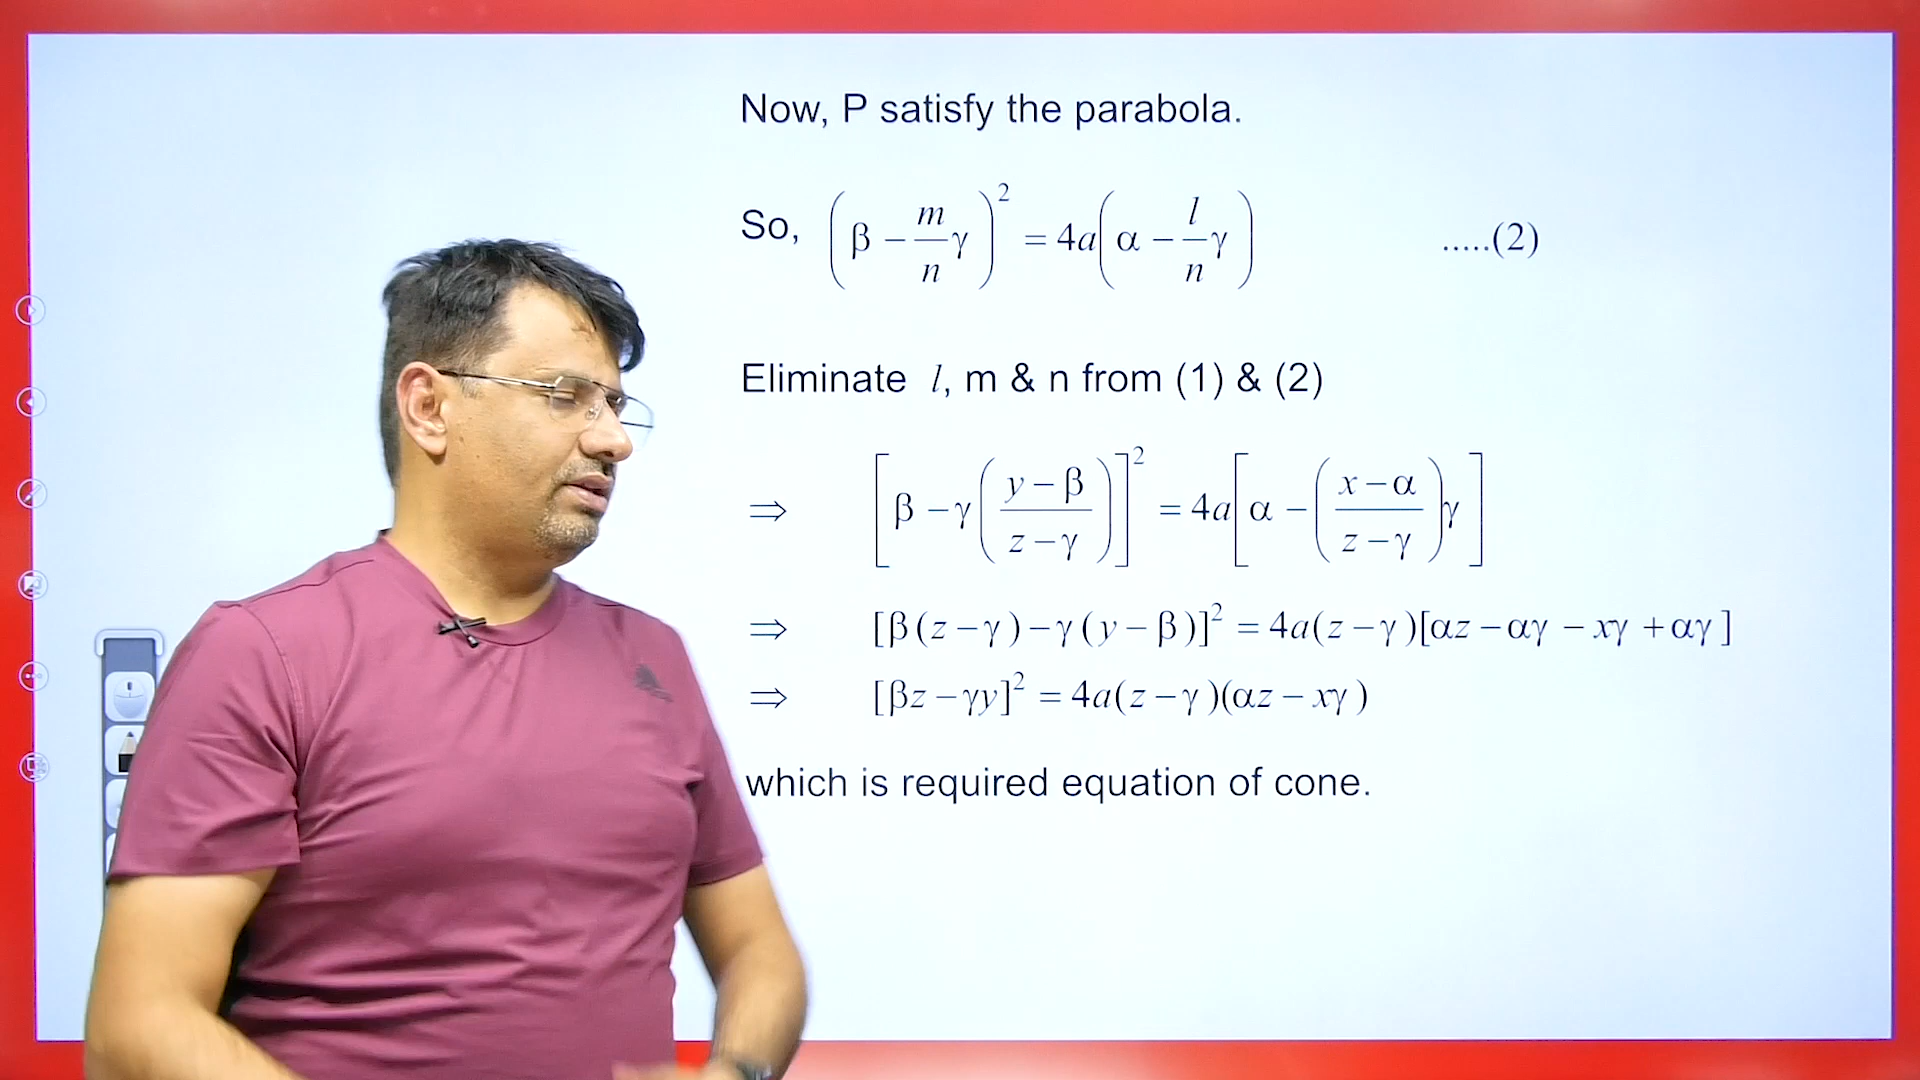 Now, P satisfy the parabola.
So, (β − m/n γ)² = 4a(α − l/n γ) .....(2)
Eliminate l, m & n from (1) & (2)
⇒ [β − γ((y − β)/(z − γ))]² = 4a[α − ((x − α)/(z − γ))γ]
⇒ [β(z − γ) − γ(y − β)]² = 4a(z − γ)[αz − αγ − xγ + αγ]
⇒ [βz − γy]² = 4a(z − γ)(αz − xγ)
which is required equation of cone.